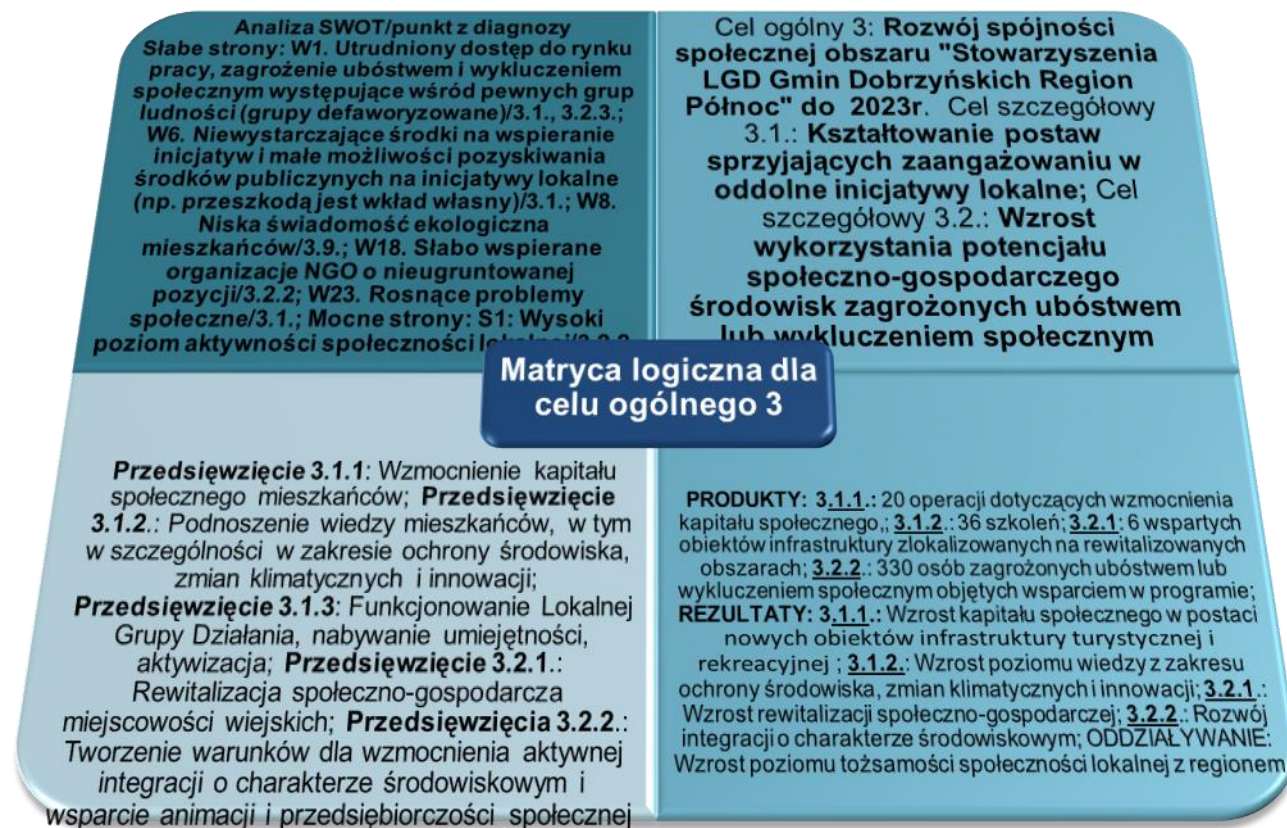 Analiza SWOT/punkt z diagnozy
Słabe strony: W1. Utrudniony dostęp do rynku
pracy, zagrożenie ubóstwem i wykluczeniem
społecznym występujące wśród pewnych grup
ludności (grupy defaworyzowane)/3.1., 3.2.3.;
W6. Niewystarczające środki na wspieranie
inicjatyw i małe możliwości pozyskiwania
środków publiczynych na inicjatywy lokalne
(np. przeszkodą jest wkład własny)/3.1.; W8.
Niska świadomość ekologiczna
mieszkańców/3.9.; W18. Słabo wspierane
organizacje NGO o nieugruntowanej
pozycji/3.2.2; W23. Rosnące problemy
społeczne/3.1.; Mocne strony: S1: Wysoki
poziom aktywności społeczności
Cel ogólny 3: Rozwój spójności
społecznej obszaru "Stowarzyszenia
LGD Gmin Dobrzyńskich Region
Północ" do 2023r. Cel szczegółowy
3.1.: Kształtowanie postaw
sprzyjających zaangażowaniu w
oddolne inicjatywy lokalne; Cel
szczegółowy 3.2.: Wzrost
wykorzystania potencjału
społeczno-gospodarczego
środowisk zagrożonych ubóstwem
lub wykluczeniem społecznym
Matryca logiczna dla
celu ogólnego 3
Przedsięwzięcie 3.1.1: Wzmocnienie kapitału
społecznego mieszkańców; Przedsięwzięcie
3.1.2.: Podnoszenie wiedzy mieszkańców, w tym
w szczególności w zakresie ochrony środowiska,
zmian klimatycznych i innowacji;
Przedsięwzięcie 3.1.3: Funkcjonowanie Lokalnej
Grupy Działania, nabywanie umiejętności,
aktywizacja; Przedsięwzięcie 3.2.1.:
Rewitalizacja społeczno-gospodarcza
miejscowości wiejskich; Przedsięwzięcia 3.2.2.:
Tworzenie warunków dla wzmocnienia aktywnej
integracji o charakterze środowiskowym i
wsparcie animacji i przedsiębiorczości społecznej
PRODUKTY: 3.1.1.: 20 operacji dotyczących wzmocnienia
kapitału społecznego,; 3.1.2.: 36 szkoleń; 3.2.1: 6 wspartych
obiektów infrastruktury zlokalizowanych na rewitalizowanych
obszarach; 3.2.2.: 330 osób zagrożonych ubóstwem lub
wykluczeniem społecznym objętych wsparciem w programie;
REZULTATY: 3.1.1.: Wzrost kapitału społecznego w postaci
nowych obiektów infrastruktury turystycznej i
rekreacyjnej ; 3.1.2.: Wzrost poziomu wiedzy z zakresu
ochrony środowiska, zmian klimatycznych i innowacji; 3.2.1.:
Wzrost rewitalizacji społeczno-gospodarczej; 3.2.2.: Rozwój
integracji o charakterze środowiskowym; ODDZIAŁYWANIE:
Wzrost poziomu tożsamości społeczności lokalnej z regionem